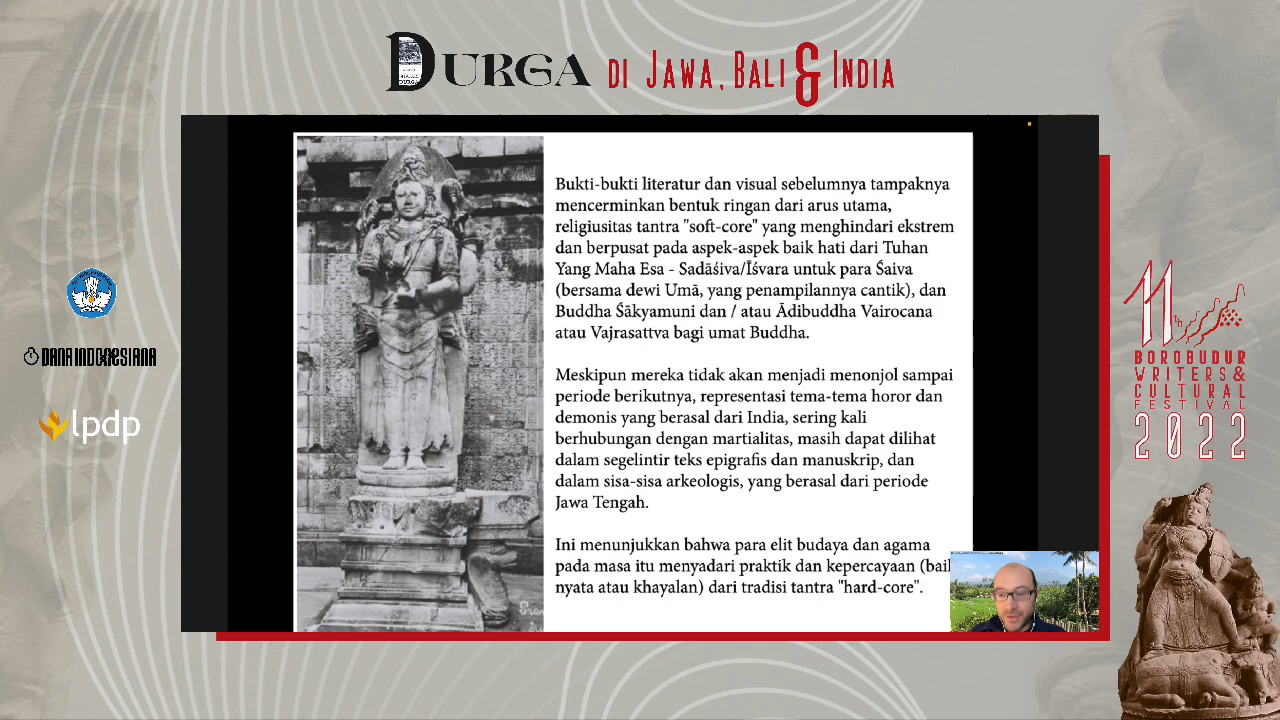 DURGA DI JAWA, BALI & INDIA
Bukti-bukti literatur dan visual sebelumnya tampaknya
mencerminkan bentuk ringan dari arus utama,
religiusitas tantra "soft-core" yang menghindari ekstrem
dan berpusat pada aspek-aspek baik hati dari Tuhan
Yang Maha Esa - Sadāśiva/Īśvara untuk para Śaiva
(bersama dewi Umā, yang penampilannya cantik), dan
Buddha Śākyamuni dan / atau Ādibuddha Vairocana
atau Vajrasattva bagi umat Buddha.
Meskipun mereka tidak akan menjadi menonjol sampai
periode berikutnya, representasi tema-tema horor dan
demonis yang berasal dari India, sering kali
berhubungan dengan martialitas, masih dapat dilihat
dalam segelintir teks epigrafis dan manuskrip, dan
dalam sisa-sisa arkeologis, yang berasal dari periode
Jawa Tengah.
Ini menunjukkan bahwa para elit budaya dan agama
pada masa itu menyadari praktik dan kepercayaan (bai
nyata atau khayalan) dari tradisi tantra "hard-core".
DANA INDONESIANA
lpdp
11th
BOROBUDUR
WRITERS &
CULTURAL
FESTIVAL
2022